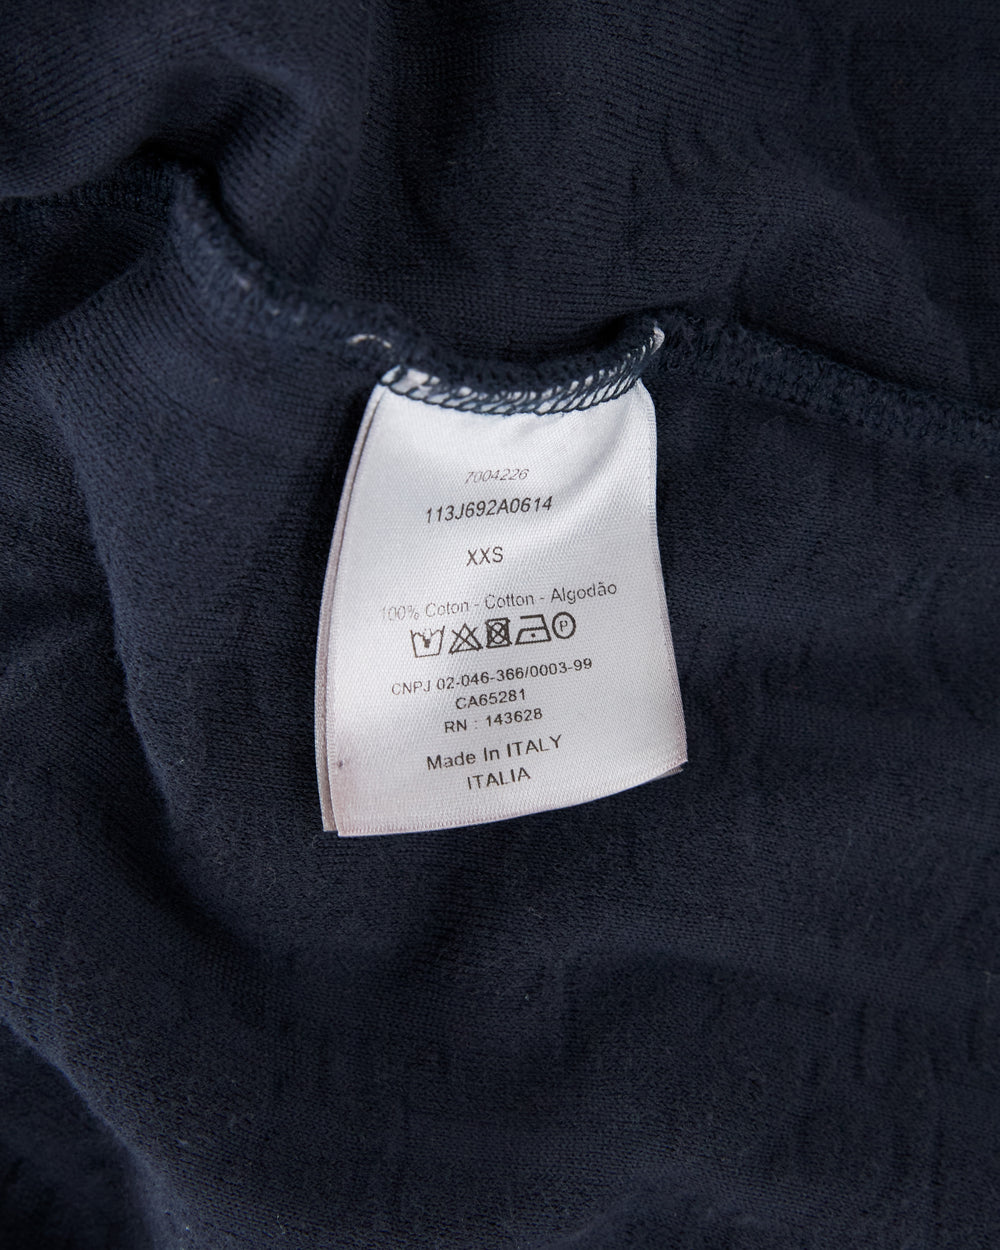 7004226
113J692A0614
XXS
100% Coton - Cotton - Algodão
P
CNPJ 02-046-366/0003-99
CA65281
RN : 143628
Made In ITALY
ITALIA